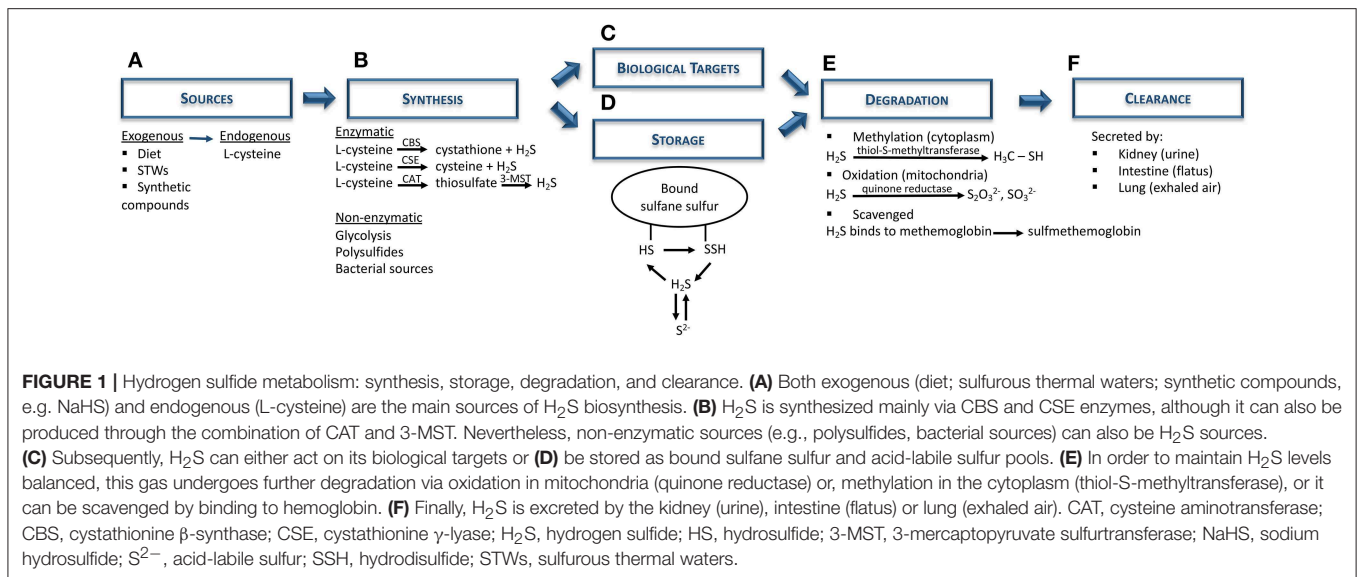 A
SOURCES
Exogenous Endogenous
▪ Diet L-cysteine
▪ STWs
▪ Synthetic
compounds
B
SYNTHESIS
Enzymatic
L-cysteine CBS cystathione + H₂S
L-cysteine CSE cysteine + H₂S
L-cysteine CAT thiosulfate 3-MST H₂S
Non-enzymatic
Glycolysis
Polysulfides
Bacterial sources
C
BIOLOGICAL TARGETS
D
STORAGE
Bound
sulfane sulfur
HS SSH
H₂S
S²⁻
E
DEGRADATION
▪ Methylation (cytoplasm)
H₂S thiol-S-methyltransferase H₃C – SH
▪ Oxidation (mitochondria)
H₂S quinone reductase S₂O₃²⁻, SO₃²⁻
▪ Scavenged
H₂S binds to methemoglobin sulfmethemoglobin
F
CLEARANCE
Secreted by:
▪ Kidney (urine)
▪ Intestine (flatus)
▪ Lung (exhaled air)
FIGURE 1 | Hydrogen sulfide metabolism: synthesis, storage, degradation, and clearance. (A) Both exogenous (diet; sulfurous thermal waters; synthetic compounds,
e.g. NaHS) and endogenous (L-cysteine) are the main sources of H₂S biosynthesis. (B) H₂S is synthesized mainly via CBS and CSE enzymes, although it can also be
produced through the combination of CAT and 3-MST. Nevertheless, non-enzymatic sources (e.g., polysulfides, bacterial sources) can also be H₂S sources.
(C) Subsequently, H₂S can either act on its biological targets or (D) be stored as bound sulfane sulfur and acid-labile sulfur pools. (E) In order to maintain H₂S levels
balanced, this gas undergoes further degradation via oxidation in mitochondria (quinone reductase) or, methylation in the cytoplasm (thiol-S-methyltransferase), or it
can be scavenged by binding to hemoglobin. (F) Finally, H₂S is excreted by the kidney (urine), intestine (flatus) or lung (exhaled air). CAT, cysteine aminotransferase;
CBS, cystathionine β-synthase; CSE, cystathionine γ-lyase; H₂S, hydrogen sulfide; HS, hydrosulfide; 3-MST, 3-mercaptopyruvate sulfurtransferase; NaHS, sodium
hydrosulfide; S²⁻, acid-labile sulfur; SSH, hydrodisulfide; STWs, sulfurous thermal waters.